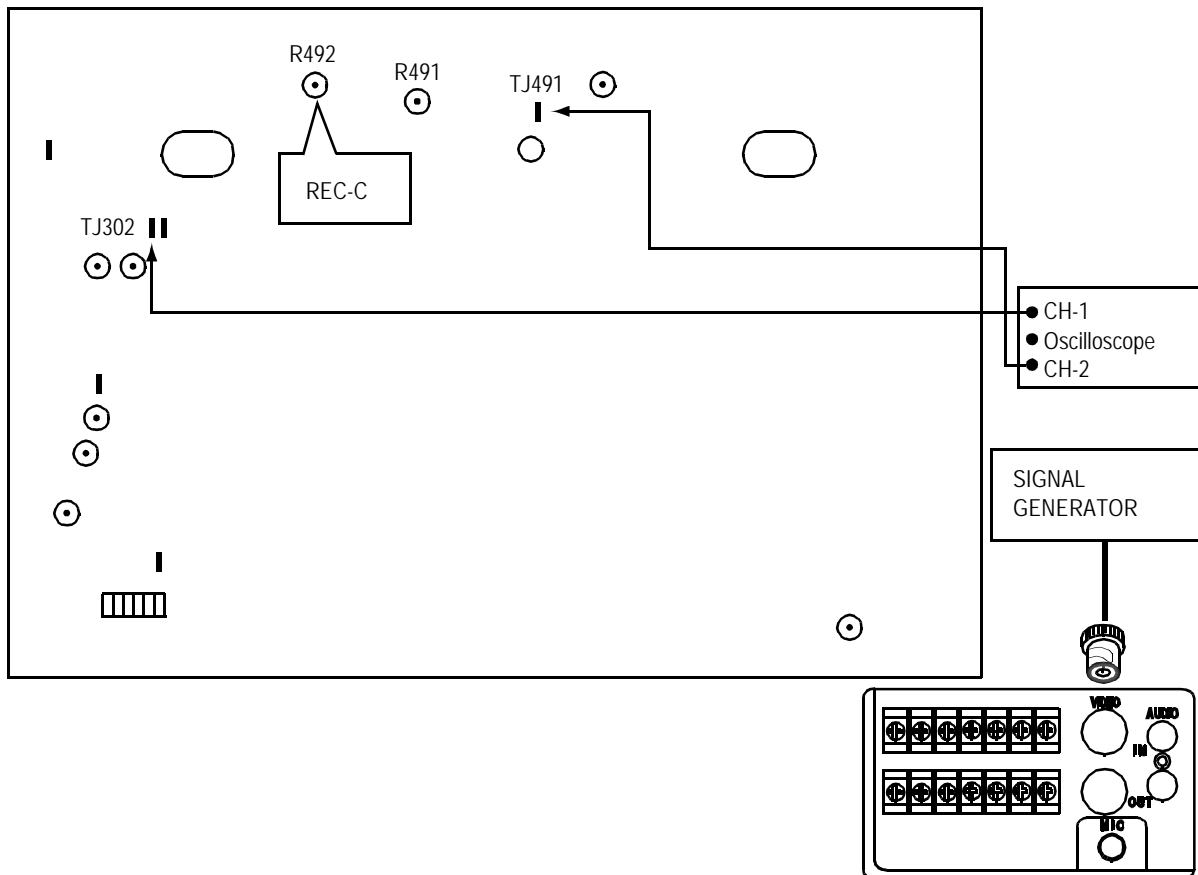 R492
R491
TJ491
REC-C
TJ302
CH-1
Oscilloscope
CH-2
SIGNAL
GENERATOR
VIDEO
AUDIO
IN
OUT
MIC